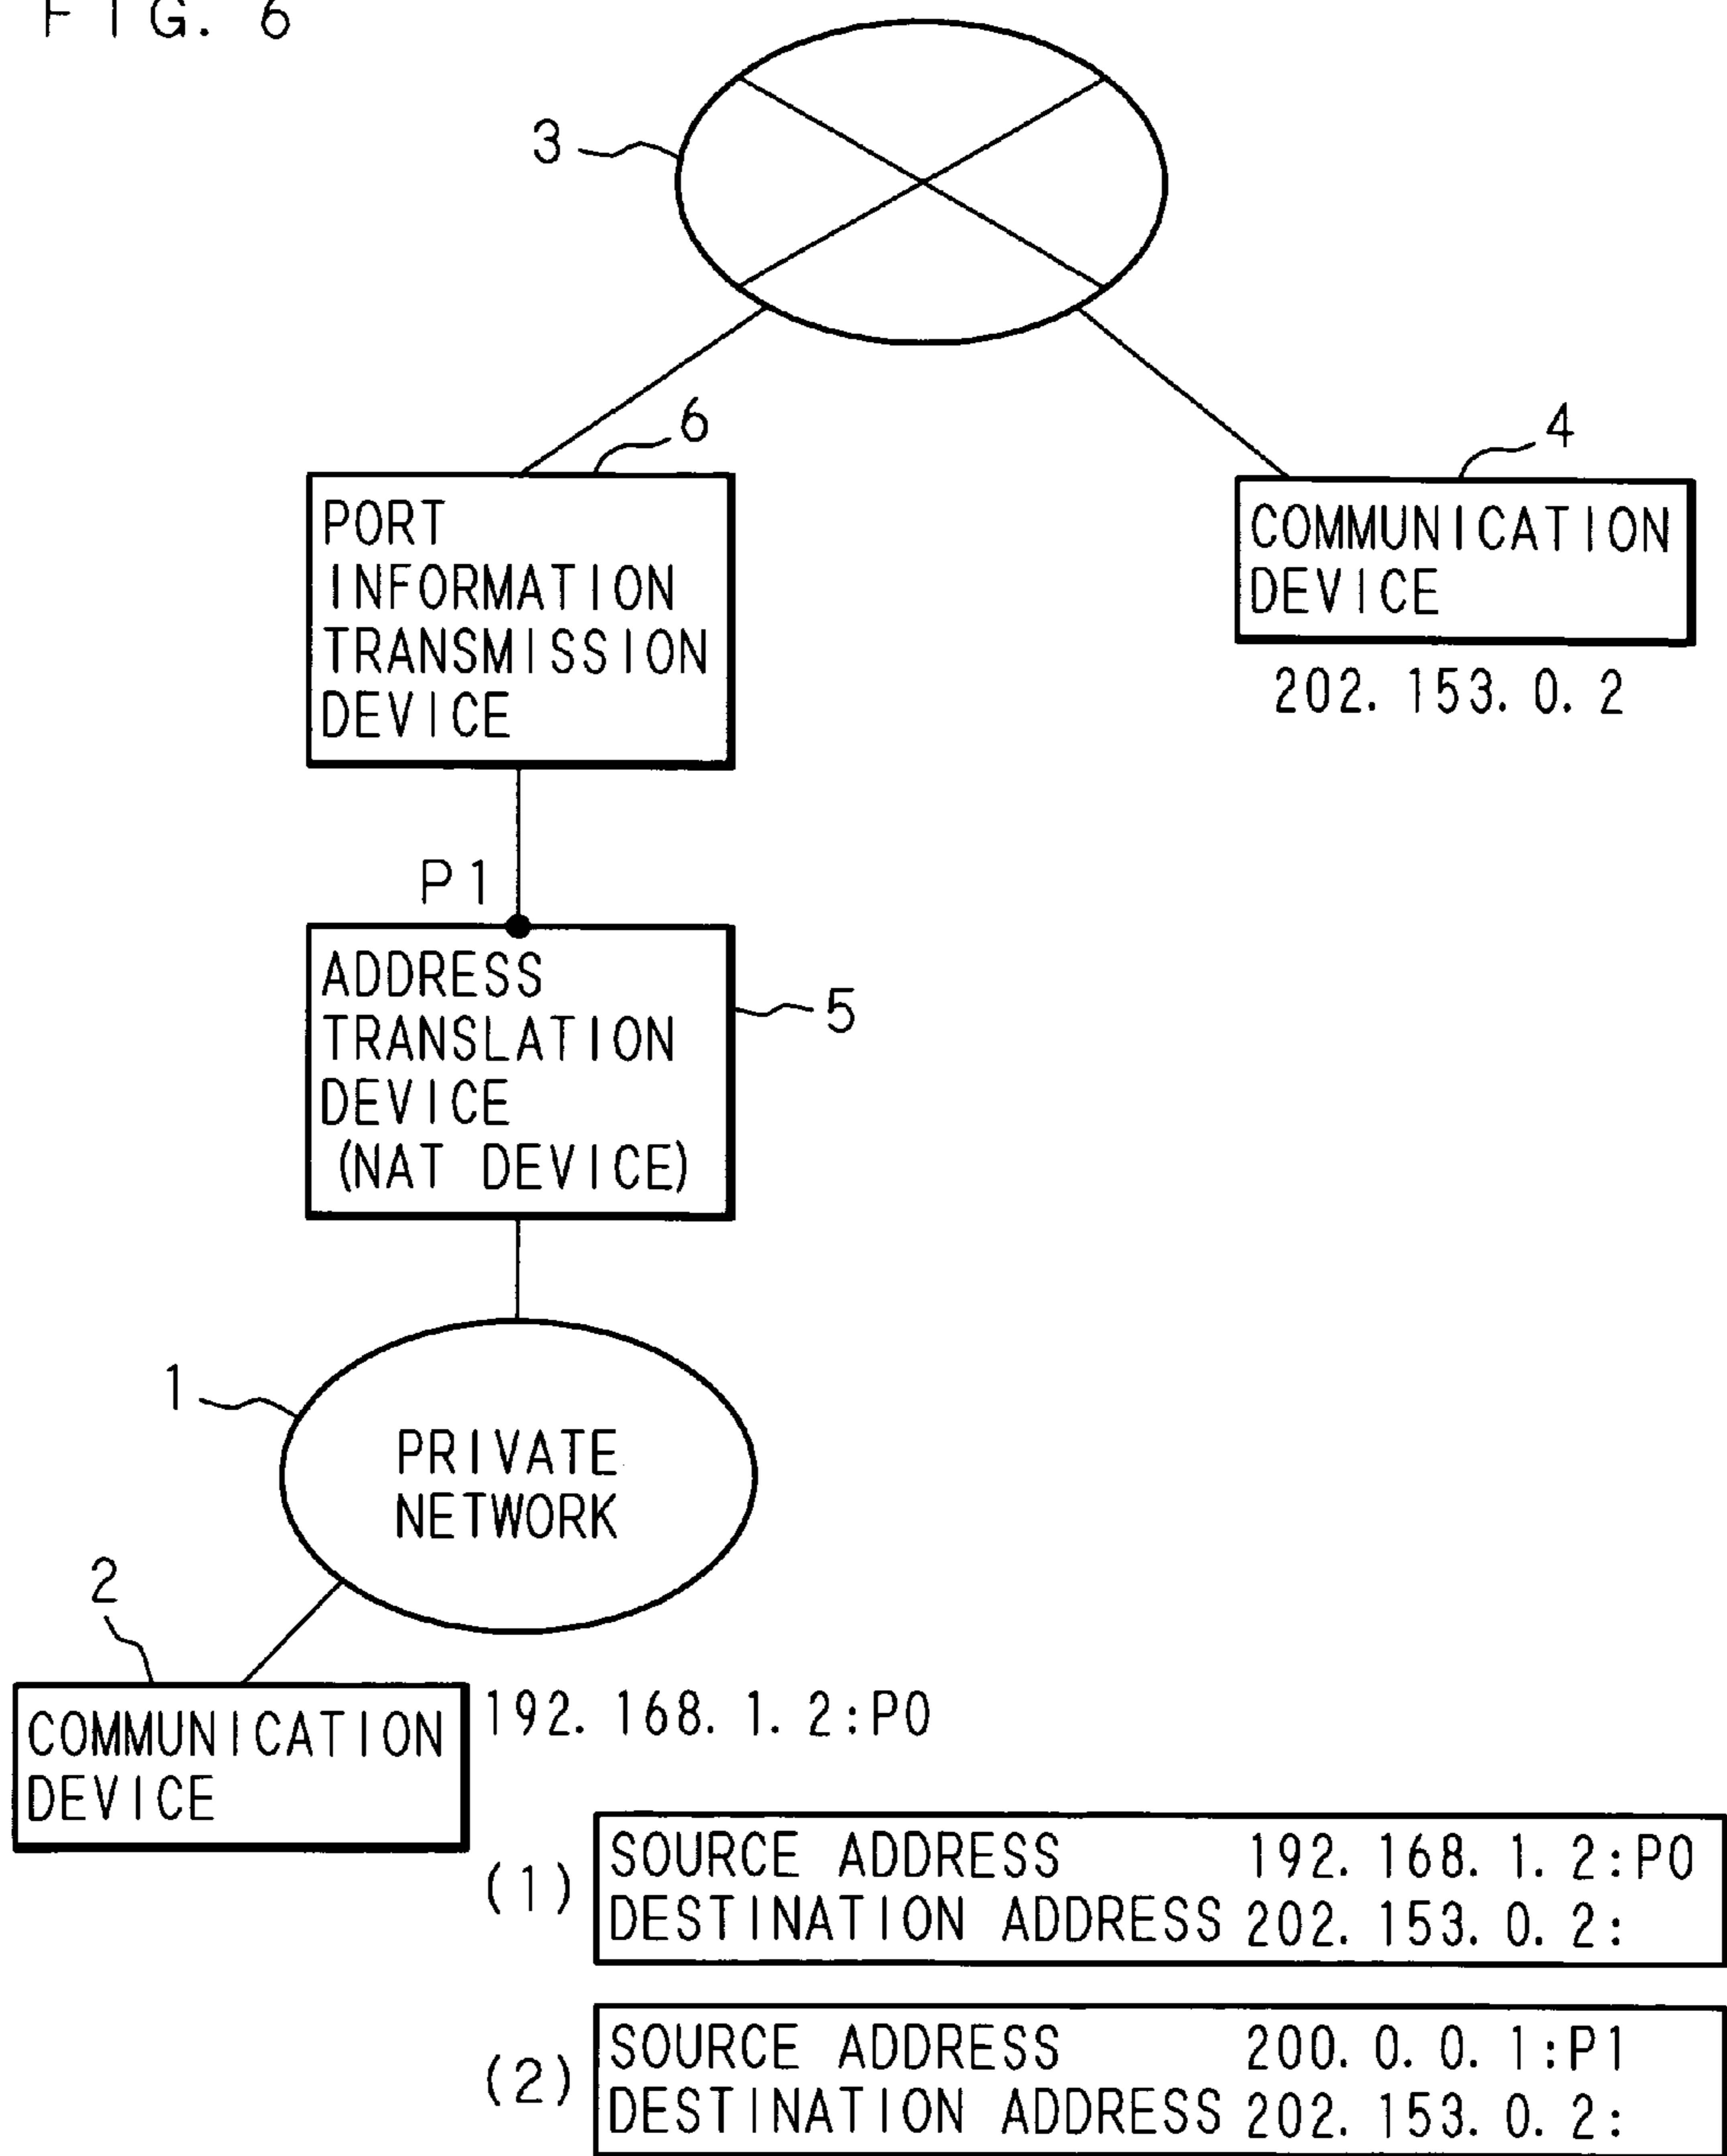 FIG. 6
3
6
4
PORT
INFORMATION
TRANSMISSION
DEVICE
COMMUNICATION
DEVICE
202. 153. 0. 2
P1
ADDRESS
TRANSLATION
DEVICE
(NAT DEVICE)
5
1
PRIVATE
NETWORK
2
COMMUNICATION
DEVICE
192. 168. 1. 2:P0
(1)
SOURCE ADDRESS 192. 168. 1. 2:P0
DESTINATION ADDRESS 202. 153. 0. 2:
(2)
SOURCE ADDRESS 200. 0. 0. 1:P1
DESTINATION ADDRESS 202. 153. 0. 2: